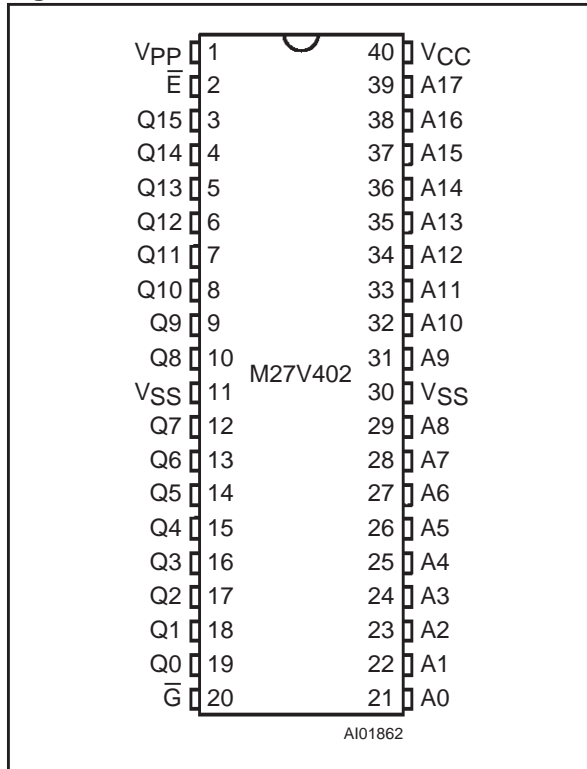 VPP 1 40 VCC
E̅ 2 39 A17
Q15 3 38 A16
Q14 4 37 A15
Q13 5 36 A14
Q12 6 35 A13
Q11 7 34 A12
Q10 8 33 A11
Q9 9 32 A10
Q8 10 31 A9
M27V402
VSS 11 30 VSS
Q7 12 29 A8
Q6 13 28 A7
Q5 14 27 A6
Q4 15 26 A5
Q3 16 25 A4
Q2 17 24 A3
Q1 18 23 A2
Q0 19 22 A1
G̅ 20 21 A0
AI01862